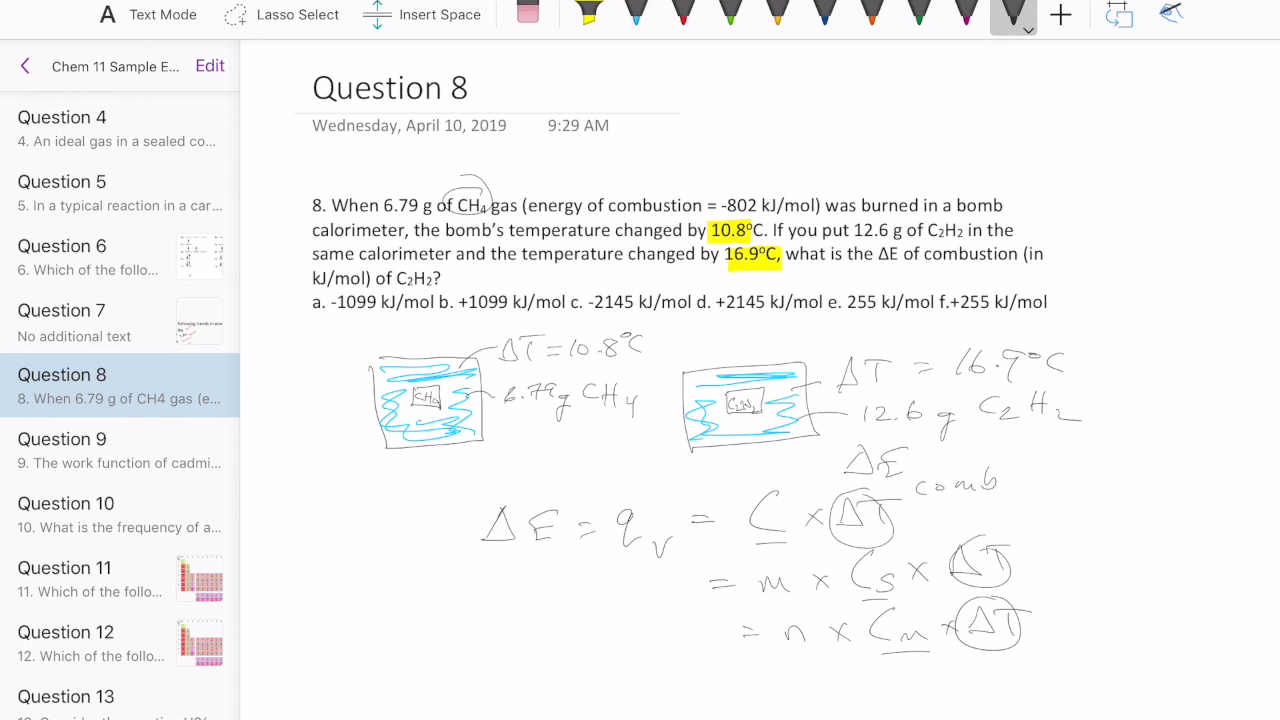 Text Mode
Lasso Select
Insert Space
Chem 11 Sample E...
Edit
Question 4
4. An ideal gas in a sealed co...
Question 5
5. In a typical reaction in a car...
Question 6
6. Which of the follo...
Question 7
No additional text
Question 8
8. When 6.79 g of CH4 gas (e...
Question 9
9. The work function of cadmi...
Question 10
10. What is the frequency of a...
Question 11
11. Which of the follo...
Question 12
12. Which of the follo...
Question 13
Question 8
Wednesday, April 10, 2019 9:29 AM
8. When 6.79 g of CH₄ gas (energy of combustion = -802 kJ/mol) was burned in a bomb
calorimeter, the bomb's temperature changed by 10.8°C. If you put 12.6 g of C₂H₂ in the
same calorimeter and the temperature changed by 16.9°C, what is the ΔE of combustion (in
kJ/mol) of C₂H₂?
a. -1099 kJ/mol b. +1099 kJ/mol c. -2145 kJ/mol d. +2145 kJ/mol e. 255 kJ/mol f.+255 kJ/mol
ΔT = 10.8°C
CH₄
6.79g CH₄
ΔT = 16.9°C
C₂H₂
12.6 g C₂H₂
ΔE comb
ΔE = qᵥ = C × ΔT
= m × Cₛ × ΔT
= n × Cₘ × ΔT